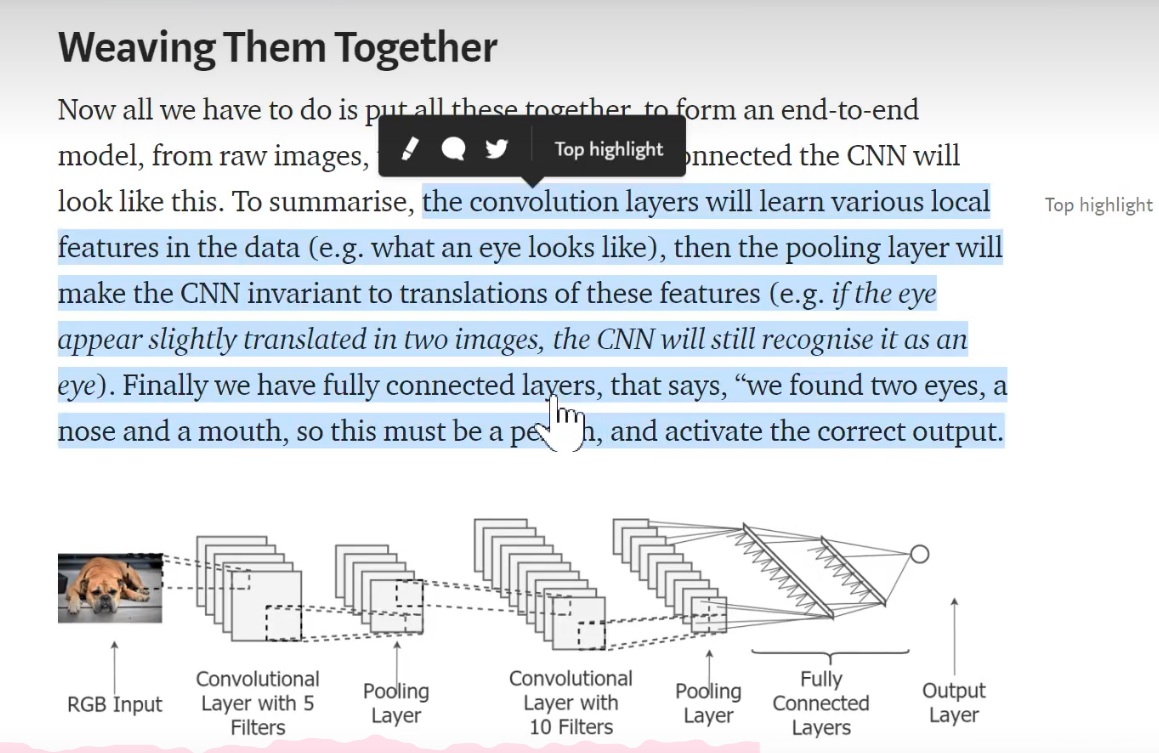 Weaving Them Together
Now all we have to do is put all these together, to form an end-to-end
model, from raw images,
Top highlight
onnected the CNN will
look like this. To summarise, the convolution layers will learn various local
Top highlight
features in the data (e.g. what an eye looks like), then the pooling layer will
make the CNN invariant to translations of these features (e.g. if the eye
appear slightly translated in two images, the CNN will still recognise it as an
eye). Finally we have fully connected layers, that says, “we found two eyes, a
nose and a mouth, so this must be a pe n, and activate the correct output.
RGB Input
Convolutional
Layer with 5
Filters
Pooling
Layer
Convolutional
Layer with
10 Filters
Pooling
Layer
Fully
Connected
Layers
Output
Layer